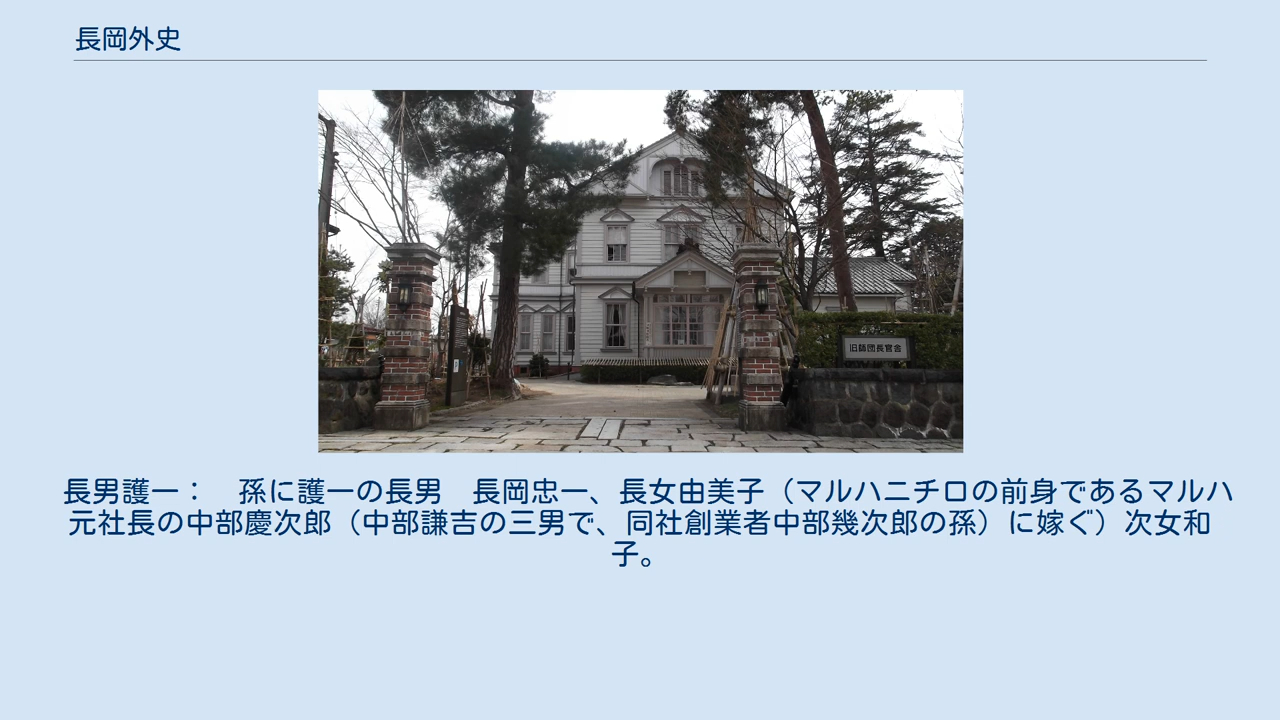 長岡外史
旧師団長官舎
長男護一：　孫に護一の長男　長岡忠一、長女由美子（マルハニチロの前身であるマルハ
元社長の中部慶次郎（中部謙吉の三男で、同社創業者中部幾次郎の孫）に嫁ぐ）次女和
子。